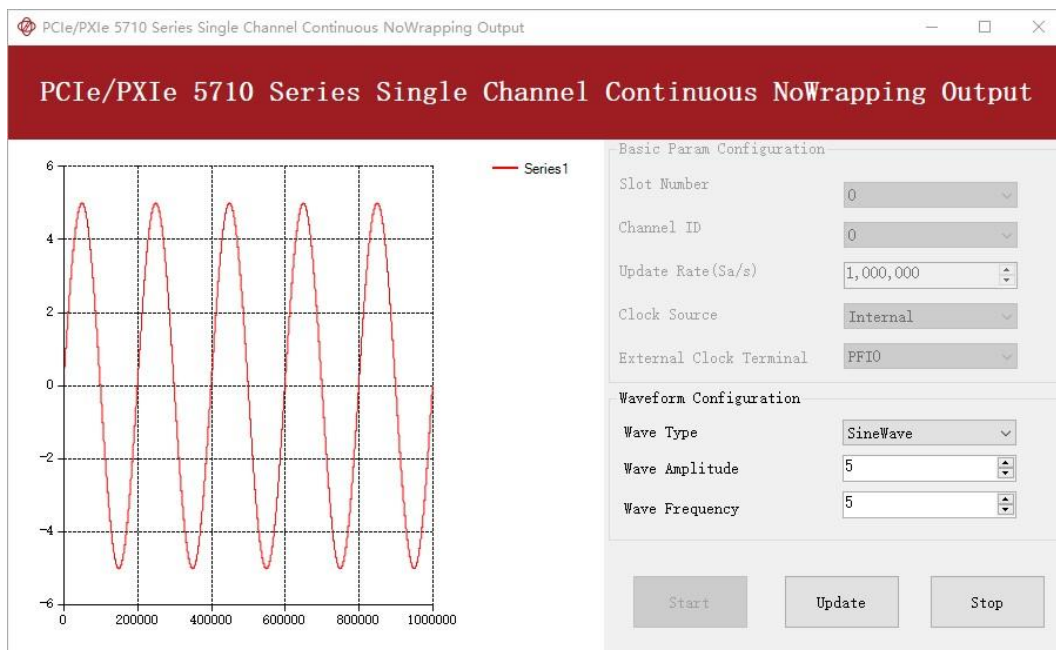 PCIe/PXIe 5710 Series Single Channel Continuous NoWrapping Output
PCIe/PXIe 5710 Series Single Channel Continuous NoWrapping Output
6
4
2
0
-2
-4
-6
0
200000
400000
600000
800000
1000000
Series1
Basic Param Configuration
Slot Number
0
Channel ID
0
Update Rate(Sa/s)
1,000,000
Clock Source
Internal
External Clock Terminal
PFI0
Waveform Configuration
Wave Type
SineWave
Wave Amplitude
5
Wave Frequency
5
Start
Update
Stop